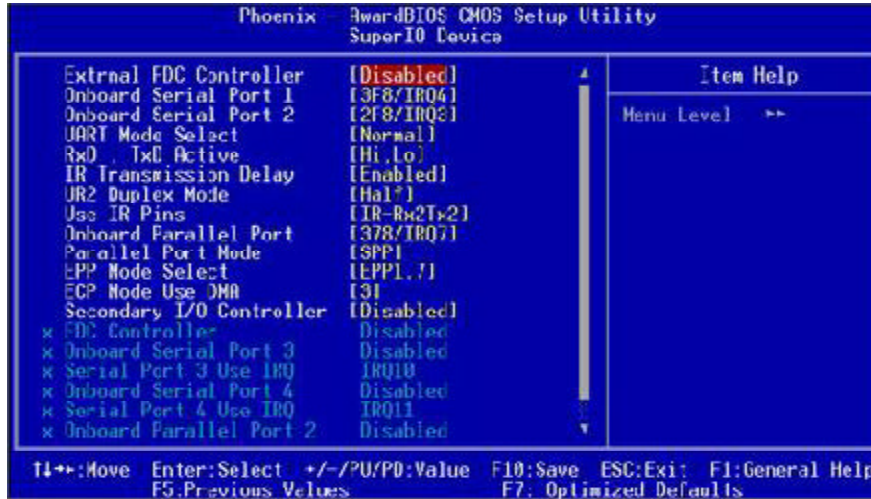 Phoenix - AwardBIOS CMOS Setup Utility
SuperIO Device
Extrnal FDC Controller [Disabled]
Onboard Serial Port 1 [3F8/IRQ4]
Onboard Serial Port 2 [2F8/IRQ3]
UART Mode Select [Normal]
RxD , TxD Active [Hi,Lo]
IR Transmission Delay [Enabled]
UR2 Duplex Mode [Half]
Use IR Pins [IR-Rx2Tx2]
Onboard Parallel Port [378/IRQ7]
Parallel Port Mode [SPP]
EPP Mode Select [EPP1.7]
ECP Mode Use DMA [3]
Secondary I/O Controller [Disabled]
x FDC Controller Disabled
x Onboard Serial Port 3 Disabled
x Serial Port 3 Use IRQ IRQ10
x Onboard Serial Port 4 Disabled
x Serial Port 4 Use IRQ IRQ11
x Onboard Parallel Port 2 Disabled
Item Help
Menu Level ►►
↑↓→←:Move Enter:Select +/-/PU/PD:Value F10:Save ESC:Exit F1:General Help
F5:Previous Values F7: Optimized Defaults